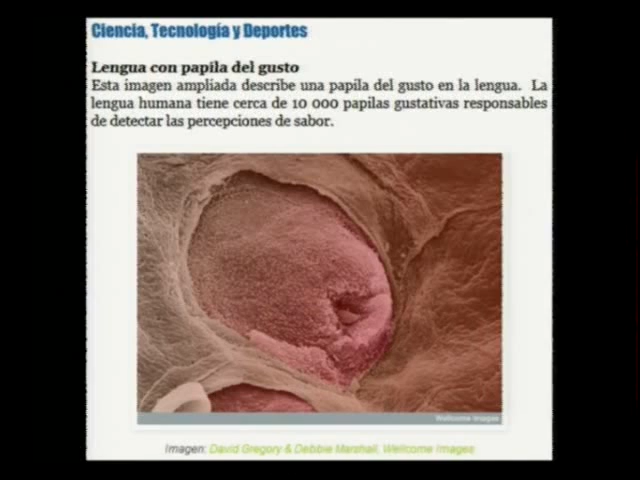 Ciencia, Tecnología y Deportes
Lengua con papila del gusto
Esta imagen ampliada describe una papila del gusto en la lengua. La
lengua humana tiene cerca de 10 000 papilas gustativas responsables
de detectar las percepciones de sabor.
Wellcome Images
Imagen: David Gregory & Debbie Marshall, Wellcome Images